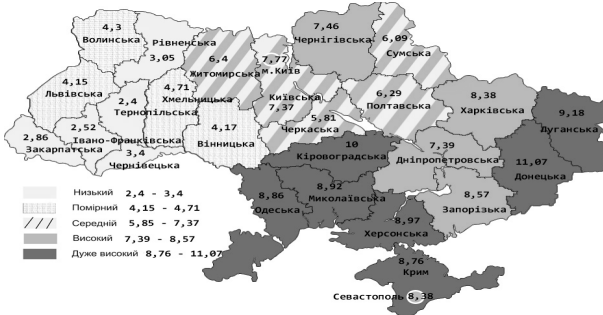 4,3
Волинська
Рівненська
3,05
6,4
Житомирська
7,77
м.Київ
7,46
Чернігівська
6,09
Сумська
4,15
Львівська
2,4
Тернопільська
4,71
Хмельницька
Київська
7,37
6,29
Полтавська
8,38
Харківська
9,18
Луганська
2,86
Закарпатська
2,52
Івано-Франківська
3,4
Чернівецька
4,17
Вінницька
5,81
Черкаська
10
Кіровоградська
7,39
Дніпропетровська
11,07
Донецька
8,86
Одеська
8,92
Миколаївська
8,57
Запорізька
8,97
Херсонська
8,76
Крим
Севастополь 8,38
Низький 2,4 - 3,4
Помірний 4,15 - 4,71
Середній 5,85 - 7,37
Високий 7,39 - 8,57
Дуже високий 8,76 - 11,07